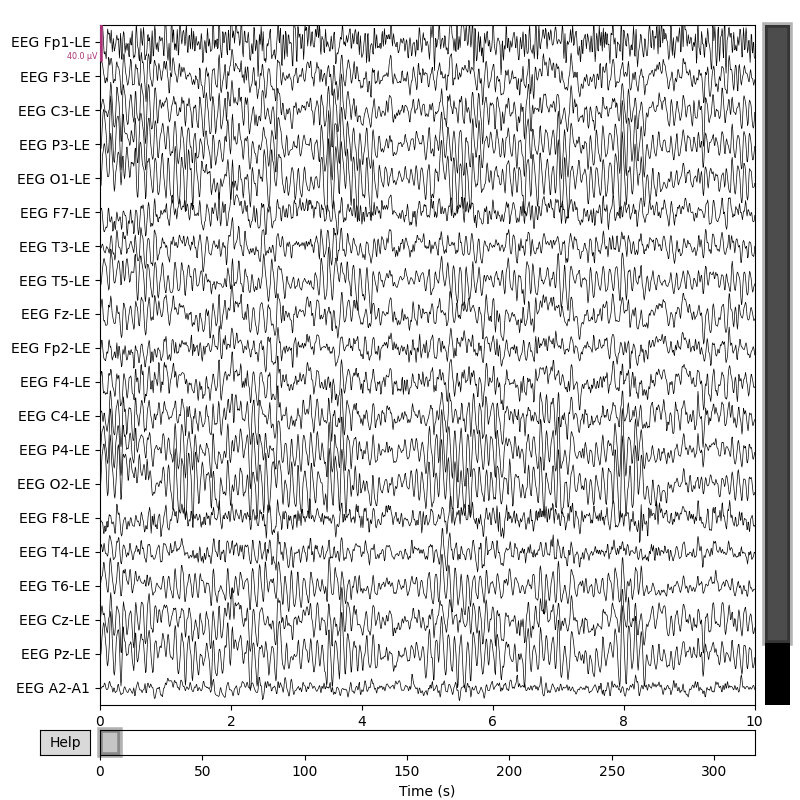 EEG Fp1-LE
40.0 µV
EEG F3-LE
EEG C3-LE
EEG P3-LE
EEG O1-LE
EEG F7-LE
EEG T3-LE
EEG T5-LE
EEG Fz-LE
EEG Fp2-LE
EEG F4-LE
EEG C4-LE
EEG P4-LE
EEG O2-LE
EEG F8-LE
EEG T4-LE
EEG T6-LE
EEG Cz-LE
EEG Pz-LE
EEG A2-A1
0 2 4 6 8 10
Help
0 50 100 150 200 250 300
Time (s)